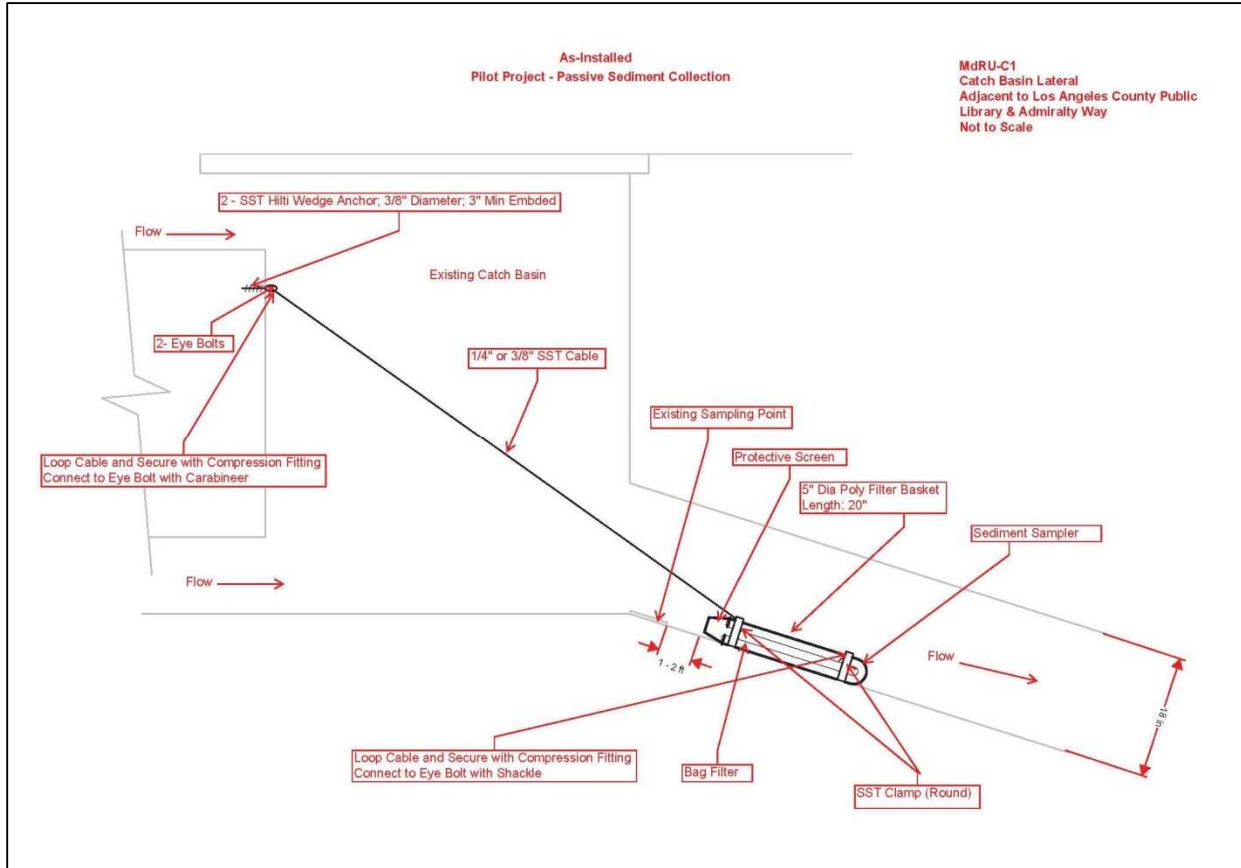 As-Installed
Pilot Project - Passive Sediment Collection
MdRU-C1
Catch Basin Lateral
Adjacent to Los Angeles County Public
Library & Admiralty Way
Not to Scale
2 - SST Hilti Wedge Anchor; 3/8" Diameter; 3" Min Embded
Flow
Existing Catch Basin
2- Eye Bolts
1/4" or 3/8" SST Cable
Existing Sampling Point
Loop Cable and Secure with Compression Fitting
Connect to Eye Bolt with Carabineer
Protective Screen
5" Dia Poly Filter Basket
Length: 20"
Sediment Sampler
Flow
1 - 2 ft
Flow
18 in
Loop Cable and Secure with Compression Fitting
Connect to Eye Bolt with Shackle
Bag Filter
SST Clamp (Round)